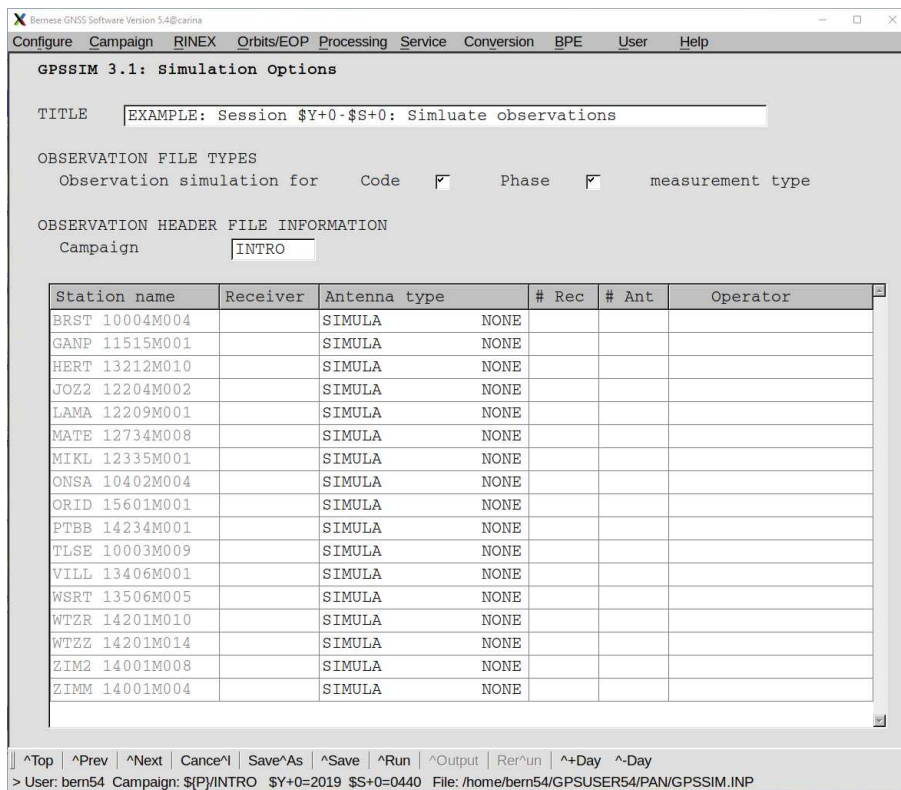 Bernese GNSS Software Version 5.4@carina
Configure Campaign RINEX Orbits/EOP Processing Service Conversion BPE User Help
GPSSIM 3.1: Simulation Options
TITLE EXAMPLE: Session $Y+0-$S+0: Simluate observations
OBSERVATION FILE TYPES
Observation simulation for Code Phase measurement type
OBSERVATION HEADER FILE INFORMATION
Campaign INTRO
Station name Receiver Antenna type # Rec # Ant Operator
BRST 10004M004 SIMULA NONE
GANP 11515M001 SIMULA NONE
HERT 13212M010 SIMULA NONE
JOZ2 12204M002 SIMULA NONE
LAMA 12209M001 SIMULA NONE
MATE 12734M008 SIMULA NONE
MIKL 12335M001 SIMULA NONE
ONSA 10402M004 SIMULA NONE
ORID 15601M001 SIMULA NONE
PTBB 14234M001 SIMULA NONE
TLSE 10003M009 SIMULA NONE
VILL 13406M001 SIMULA NONE
WSRT 13506M005 SIMULA NONE
WTZR 14201M010 SIMULA NONE
WTZZ 14201M014 SIMULA NONE
ZIM2 14001M008 SIMULA NONE
ZIMM 14001M004 SIMULA NONE
^Top ^Prev ^Next Cance^l Save^As ^Save ^Run ^Output Rer^un ^+Day ^-Day
> User: bern54 Campaign: ${P}/INTRO $Y+0=2019 $S+0=0440 File: /home/bern54/GPSUSER54/PAN/GPSSIM.INP